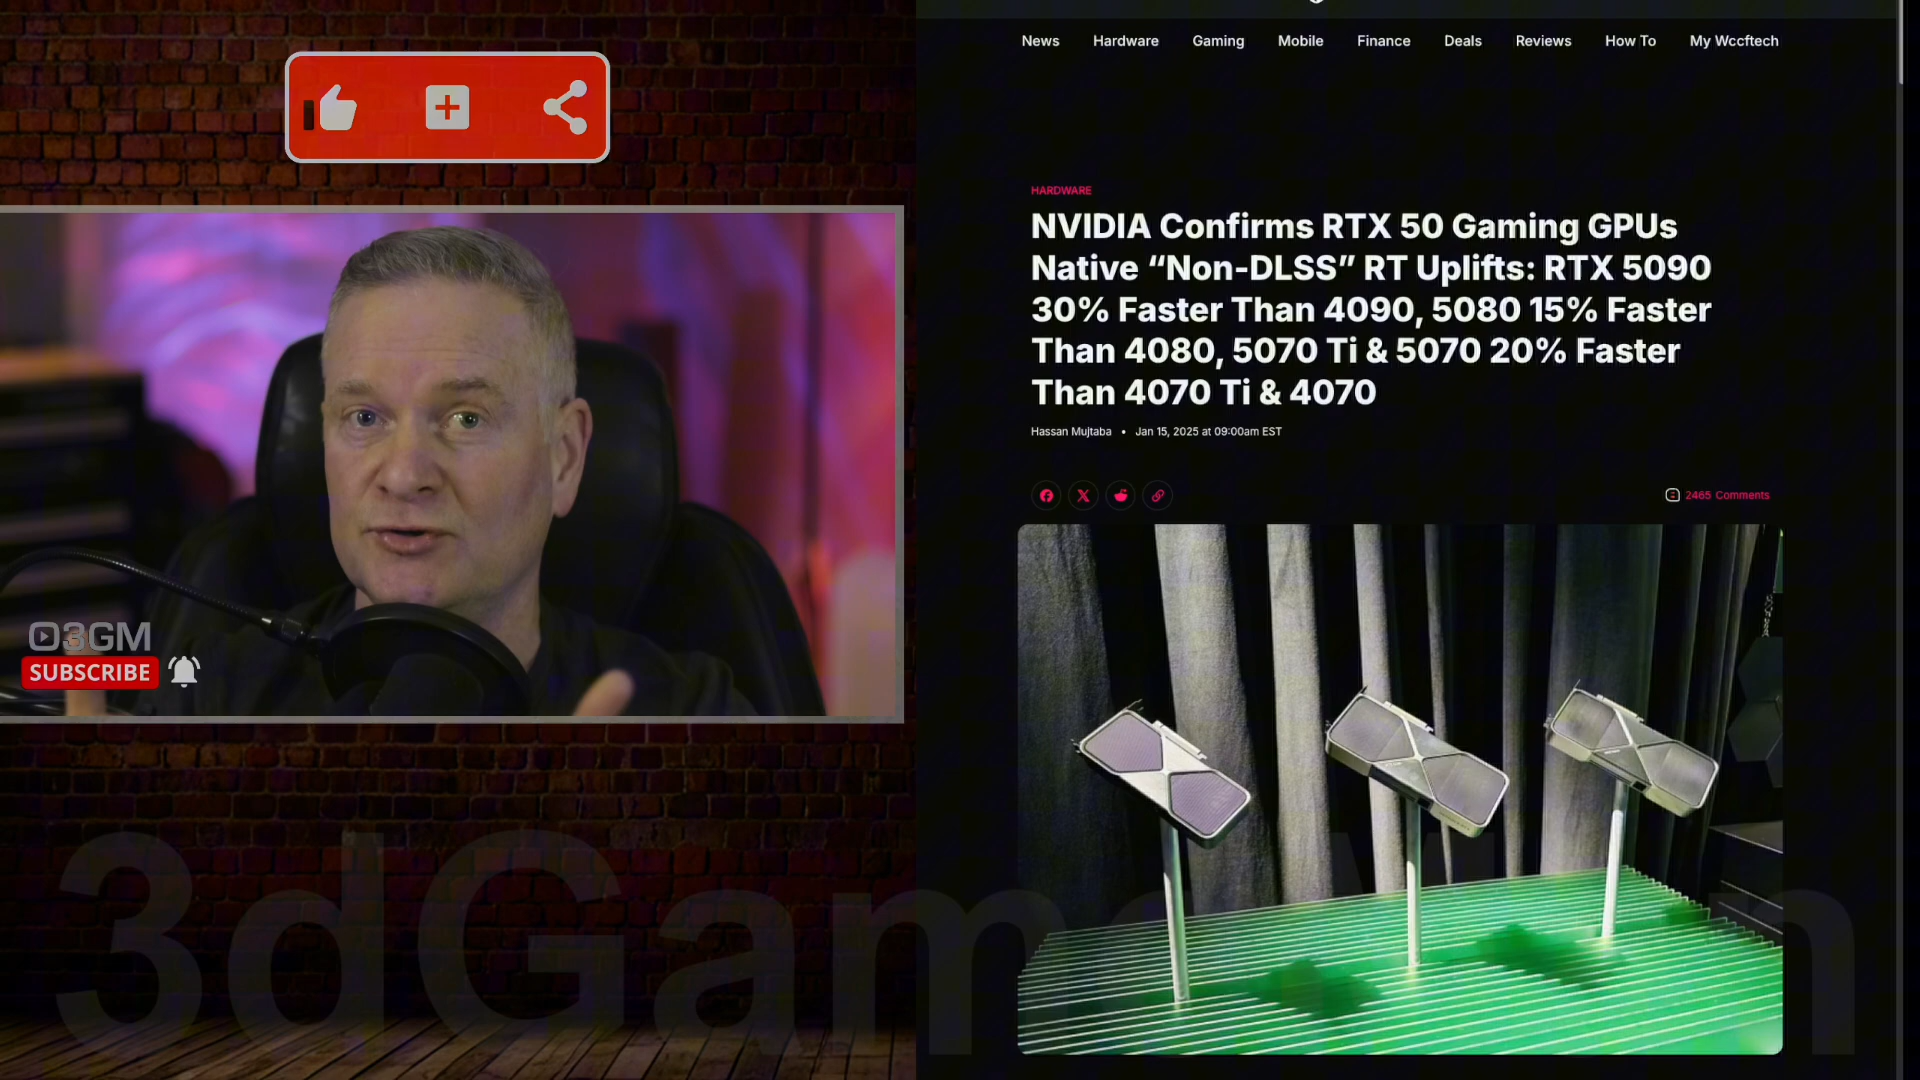 News Hardware Gaming Mobile Finance Deals Reviews How To My Wccftech
HARDWARE
NVIDIA Confirms RTX 50 Gaming GPUs
Native “Non-DLSS” RT Uplifts: RTX 5090
30% Faster Than 4090, 5080 15% Faster
Than 4080, 5070 Ti & 5070 20% Faster
Than 4070 Ti & 4070
Hassan Mujtaba • Jan 15, 2025 at 09:00am EST
2465 Comments
3GM
SUBSCRIBE